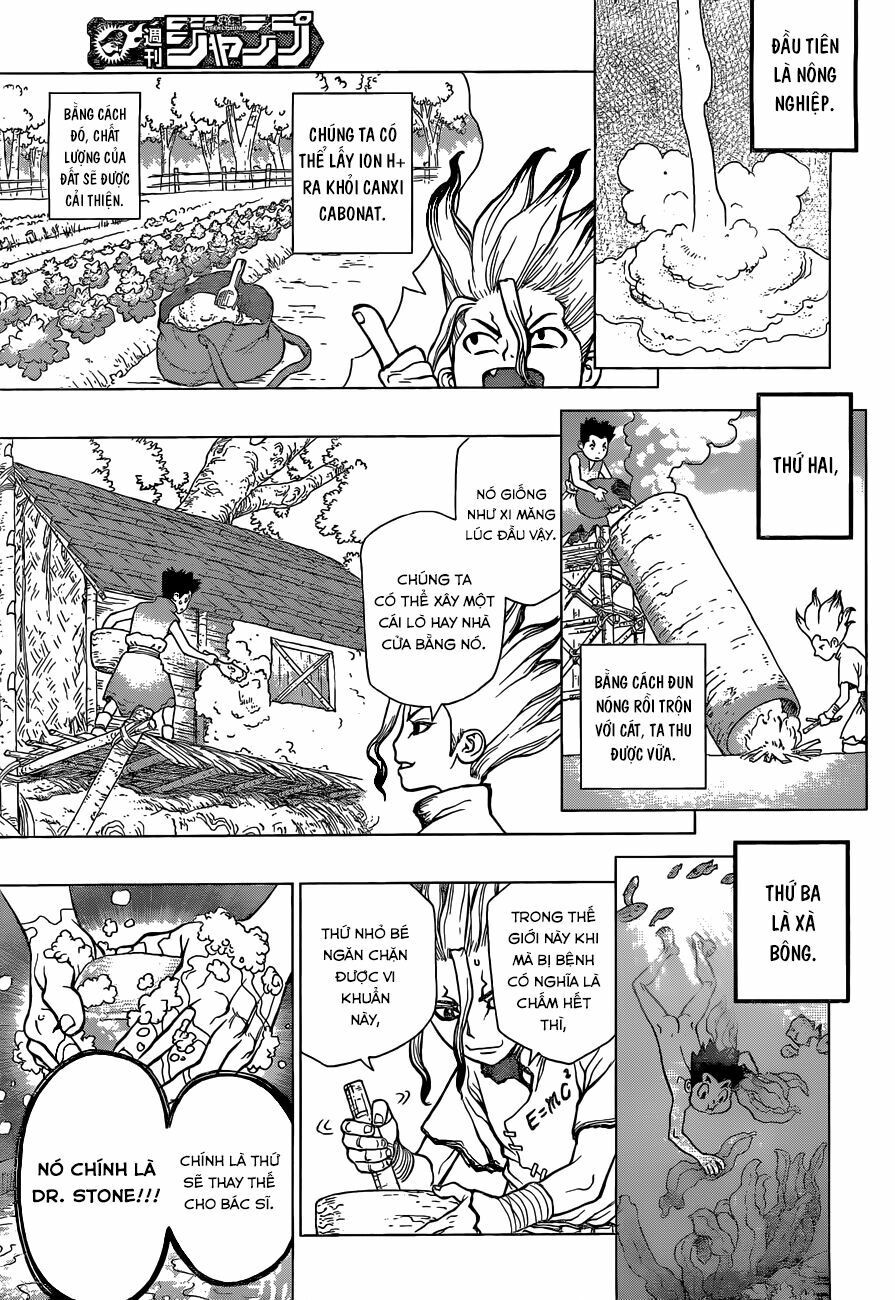 週刊
ジャンプ
ĐẦU TIÊN
LÀ NÔNG
NGHIỆP.
CHÚNG TA CÓ
THỂ LẤY ION H+
RA KHỎI CANXI
CABONAT.
BẰNG CÁCH
ĐÓ, CHẤT
LƯỢNG CỦA
ĐẤT SẼ ĐƯỢC
CẢI THIỆN.
THỨ HAI,
BẰNG CÁCH ĐUN
NÓNG RỒI TRỘN
VỚI CÁT, TA THU
ĐƯỢC VỮA.
NÓ GIỐNG
NHƯ XI MĂNG
LÚC ĐẦU VẬY.
CHÚNG TA
CÓ THỂ XÂY MỘT
CÁI LÒ HAY NHÀ
CỬA BẰNG NÓ.
THỨ BA
LÀ XÀ
BÔNG.
TRONG THẾ
GIỚI NÀY KHI
MÀ BỊ BỆNH
CÓ NGHĨA LÀ
CHẤM HẾT
THÌ,
THỨ NHỎ BÉ
NGĂN CHẶN
ĐƯỢC VI
KHUẨN
NÀY,
E=MC²
CHÍNH LÀ THỨ
SẼ THAY THẾ
CHO BÁC SĨ.
NÓ CHÍNH LÀ
DR. STONE!!!